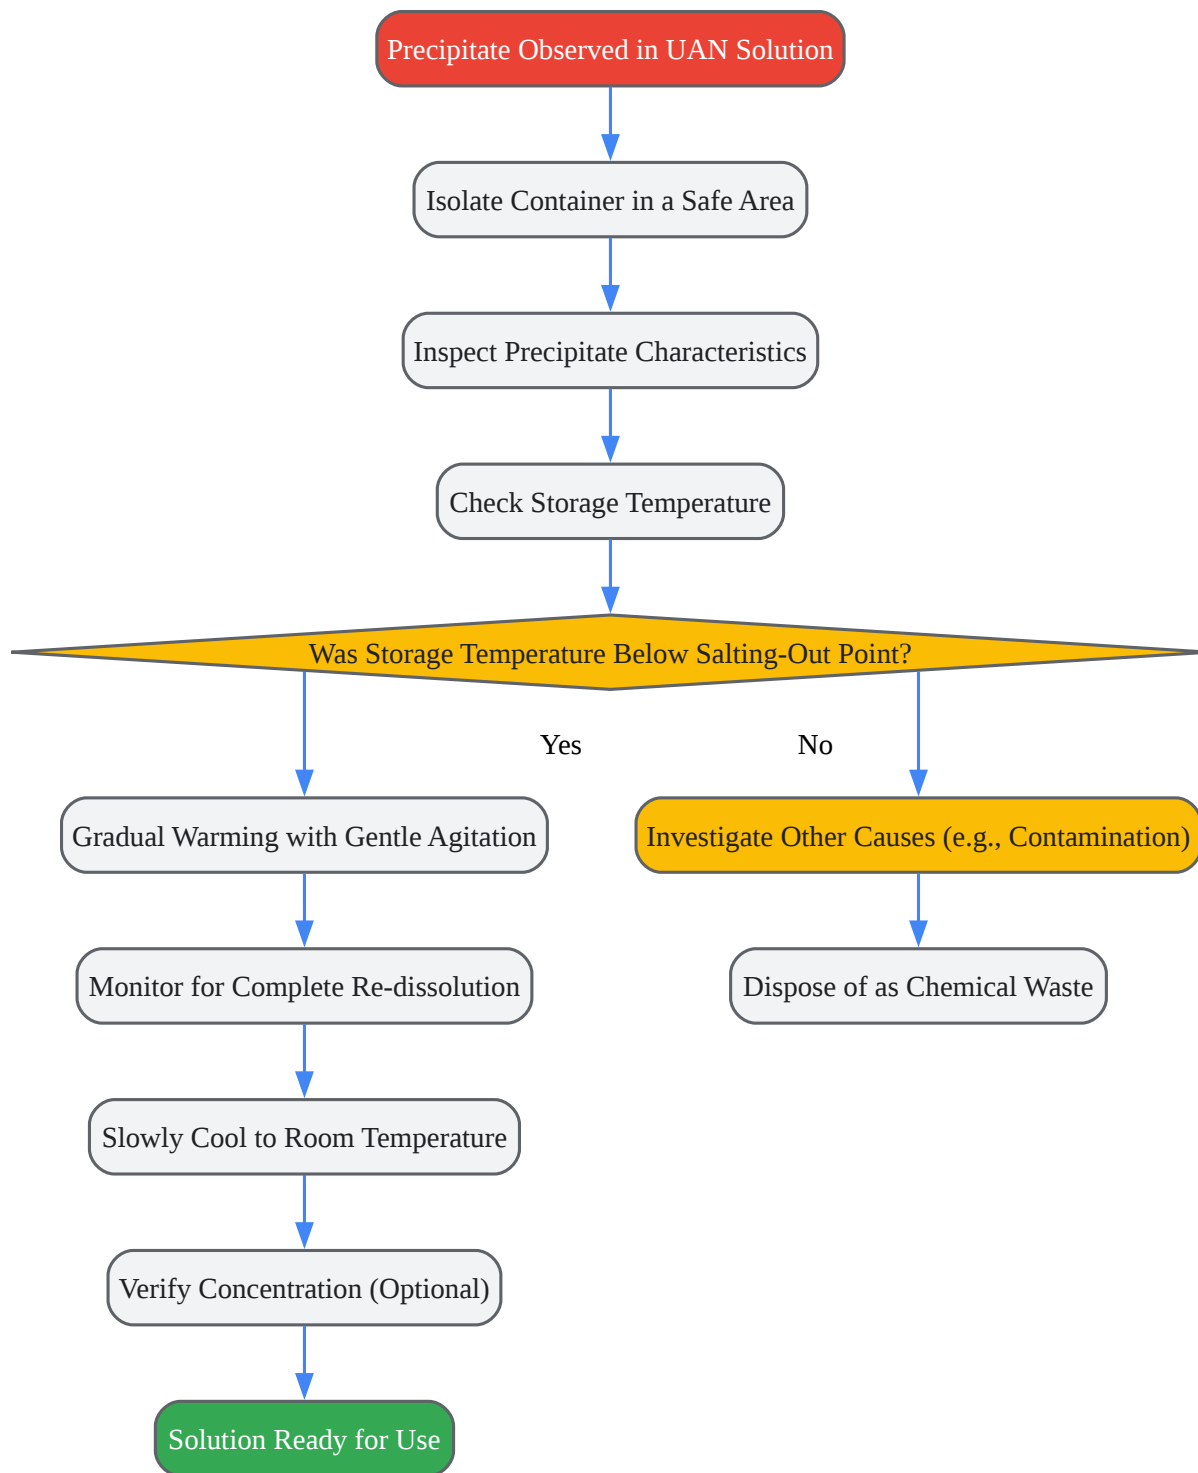 Precipitate Observed in UAN Solution
Isolate Container in a Safe Area
Inspect Precipitate Characteristics
Check Storage Temperature
Was Storage Temperature Below Salting-Out Point?
Yes
No
Gradual Warming with Gentle Agitation
Investigate Other Causes (e.g., Contamination)
Monitor for Complete Re-dissolution
Dispose of as Chemical Waste
Slowly Cool to Room Temperature
Verify Concentration (Optional)
Solution Ready for Use